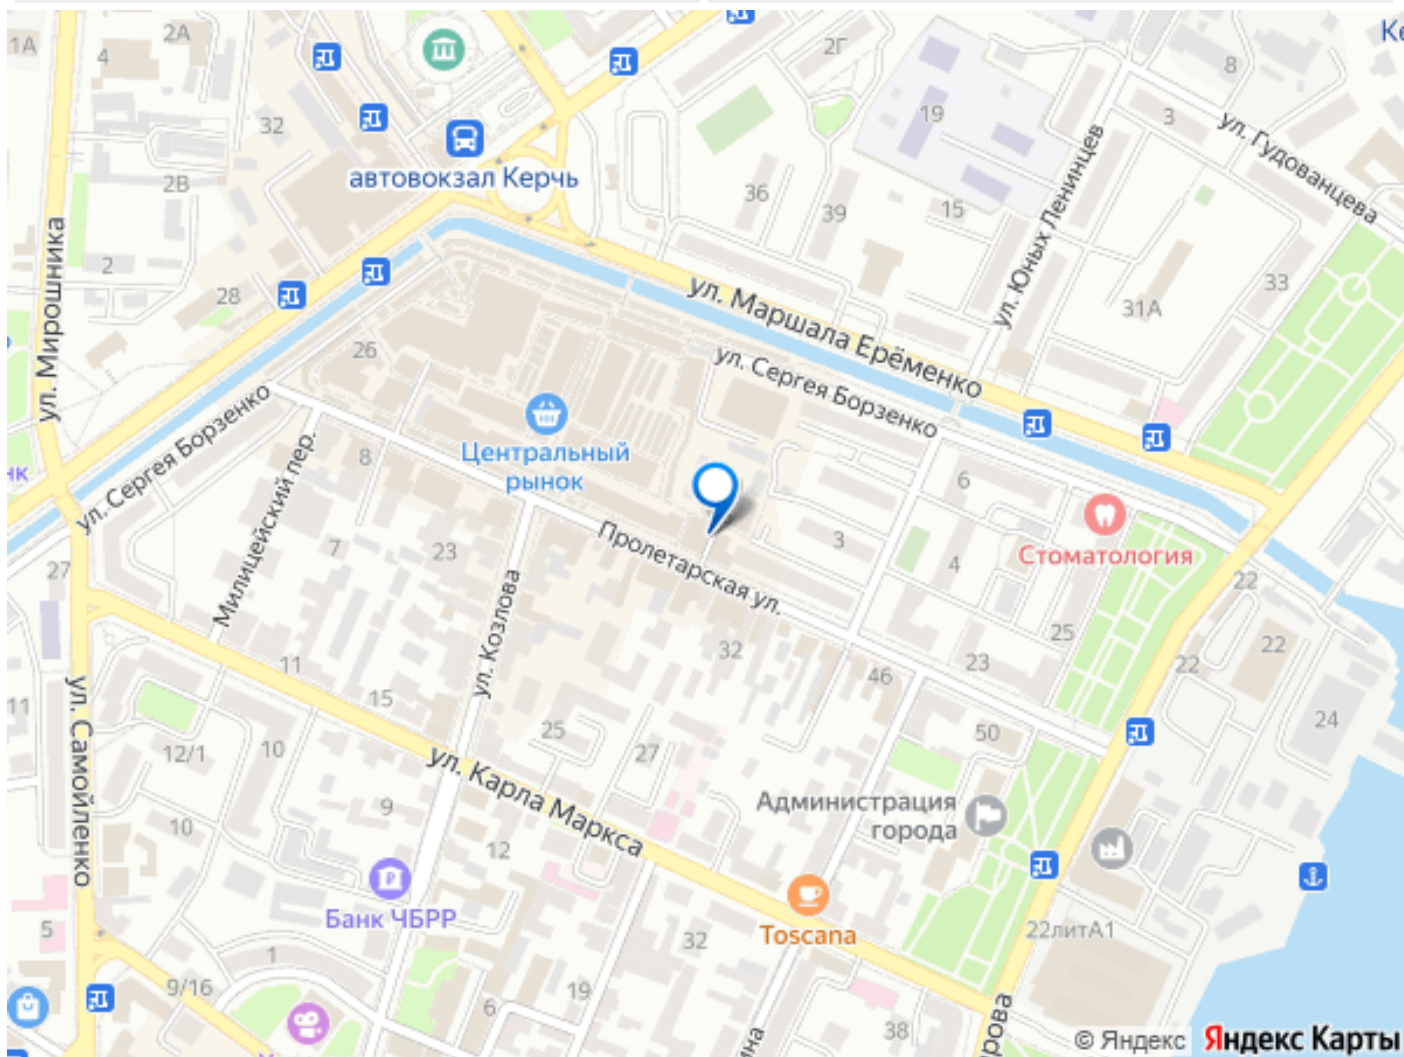 1А
2А
4
2Г
Ке
8
32
19
3
ул. Гудованцева
автовокзал Керчь
2В
36
39
15
ул. Юных Ленинцев
ул. Мирошника
2
28
33
31А
ул. Маршала Ерёменко
26
ул. Сергея Борзенко
ул. Сергея Борзенко
Центральный
рынок
нк
8
6
Милицейский пер.
Стоматология
7
23
Пролетарская ул.
3
4
27
22
ул. Козлова
32
25
22
11
23
22
46
15
11
ул. Самойленко
25
50
24
12/1
10
27
ул. Карла Маркса
Администрация
города
9
10
12
Банк ЧБРР
Toscana
5
32
22литА1
1
9/16
19
6
38
ина
рова
© Яндекс Яндекс Карты